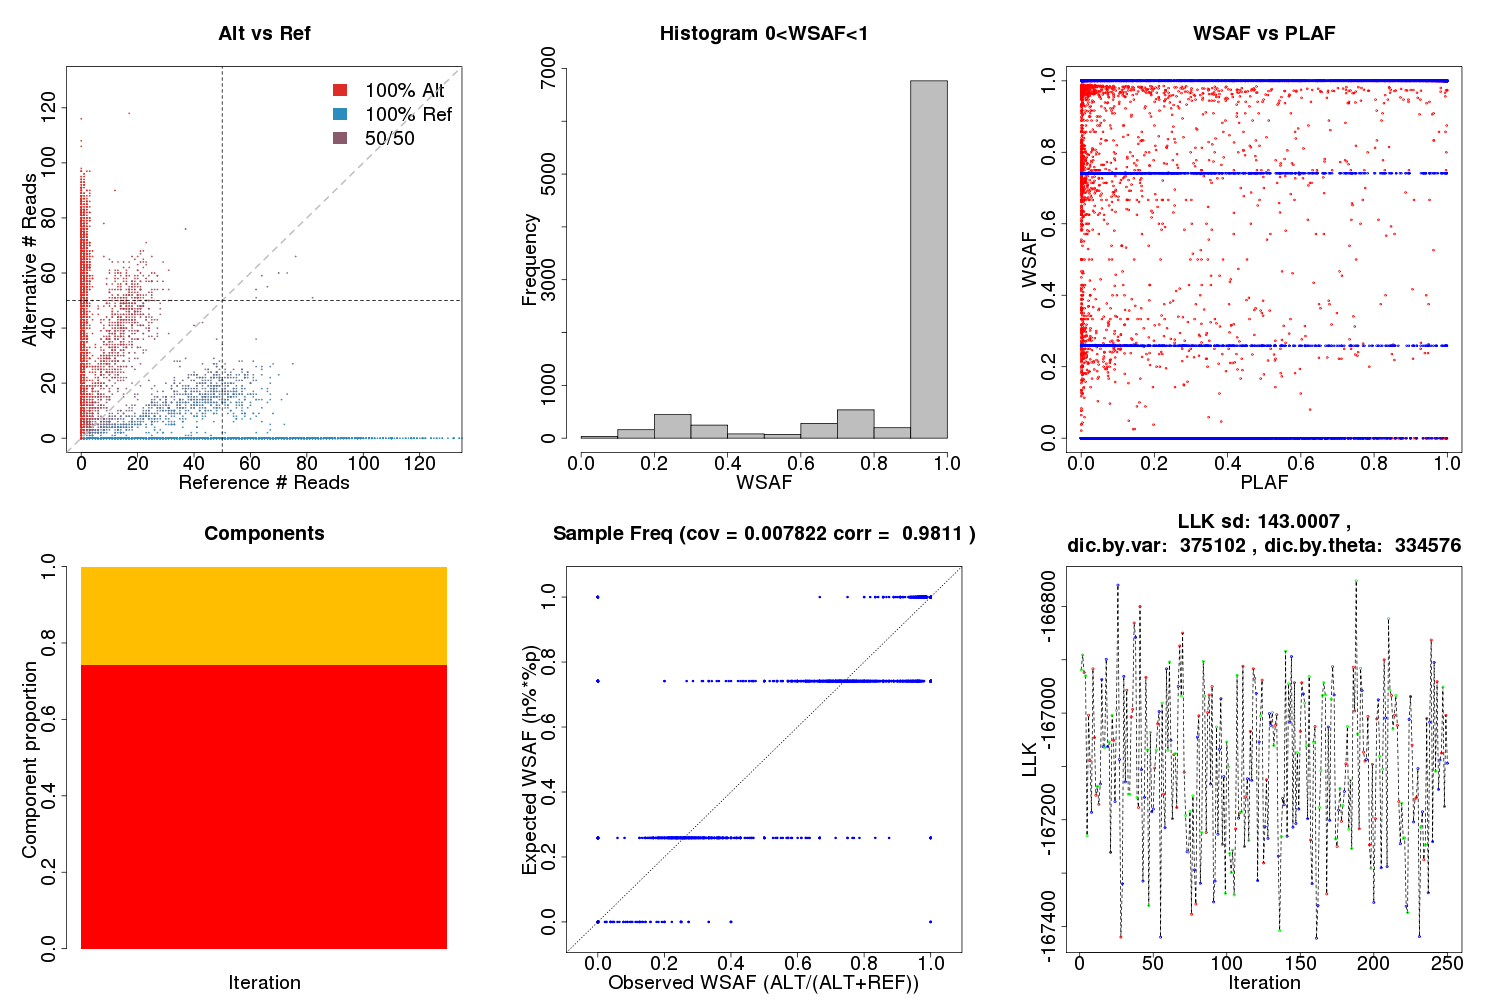 Alt vs Ref
100% Alt
100% Ref
50/50
Alternative # Reads
0 20 40 60 80 100 120
0 20 40 60 80 100 120
Reference # Reads
Histogram 0<WSAF<1
Frequency
0 1000 3000 5000 7000
0.0 0.2 0.4 0.6 0.8 1.0
WSAF
WSAF vs PLAF
WSAF
0.0 0.2 0.4 0.6 0.8 1.0
0.0 0.2 0.4 0.6 0.8 1.0
PLAF
Components
Component proportion
0.0 0.2 0.4 0.6 0.8 1.0
Iteration
Sample Freq (cov = 0.007822 corr = 0.9811 )
Expected WSAF (h%*%p)
0.0 0.2 0.4 0.6 0.8 1.0
0.0 0.2 0.4 0.6 0.8 1.0
Observed WSAF (ALT/(ALT+REF))
LLK sd: 143.0007 ,
dic.by.var: 375102 , dic.by.theta: 334576
LLK
-167400 -167200 -167000 -166800
0 50 100 150 200 250
Iteration